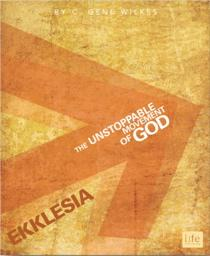 BY C. GENE WILKES
THE UNSTOPPABLE
MOVEMENT
OF GOD
EKKLESIA
life